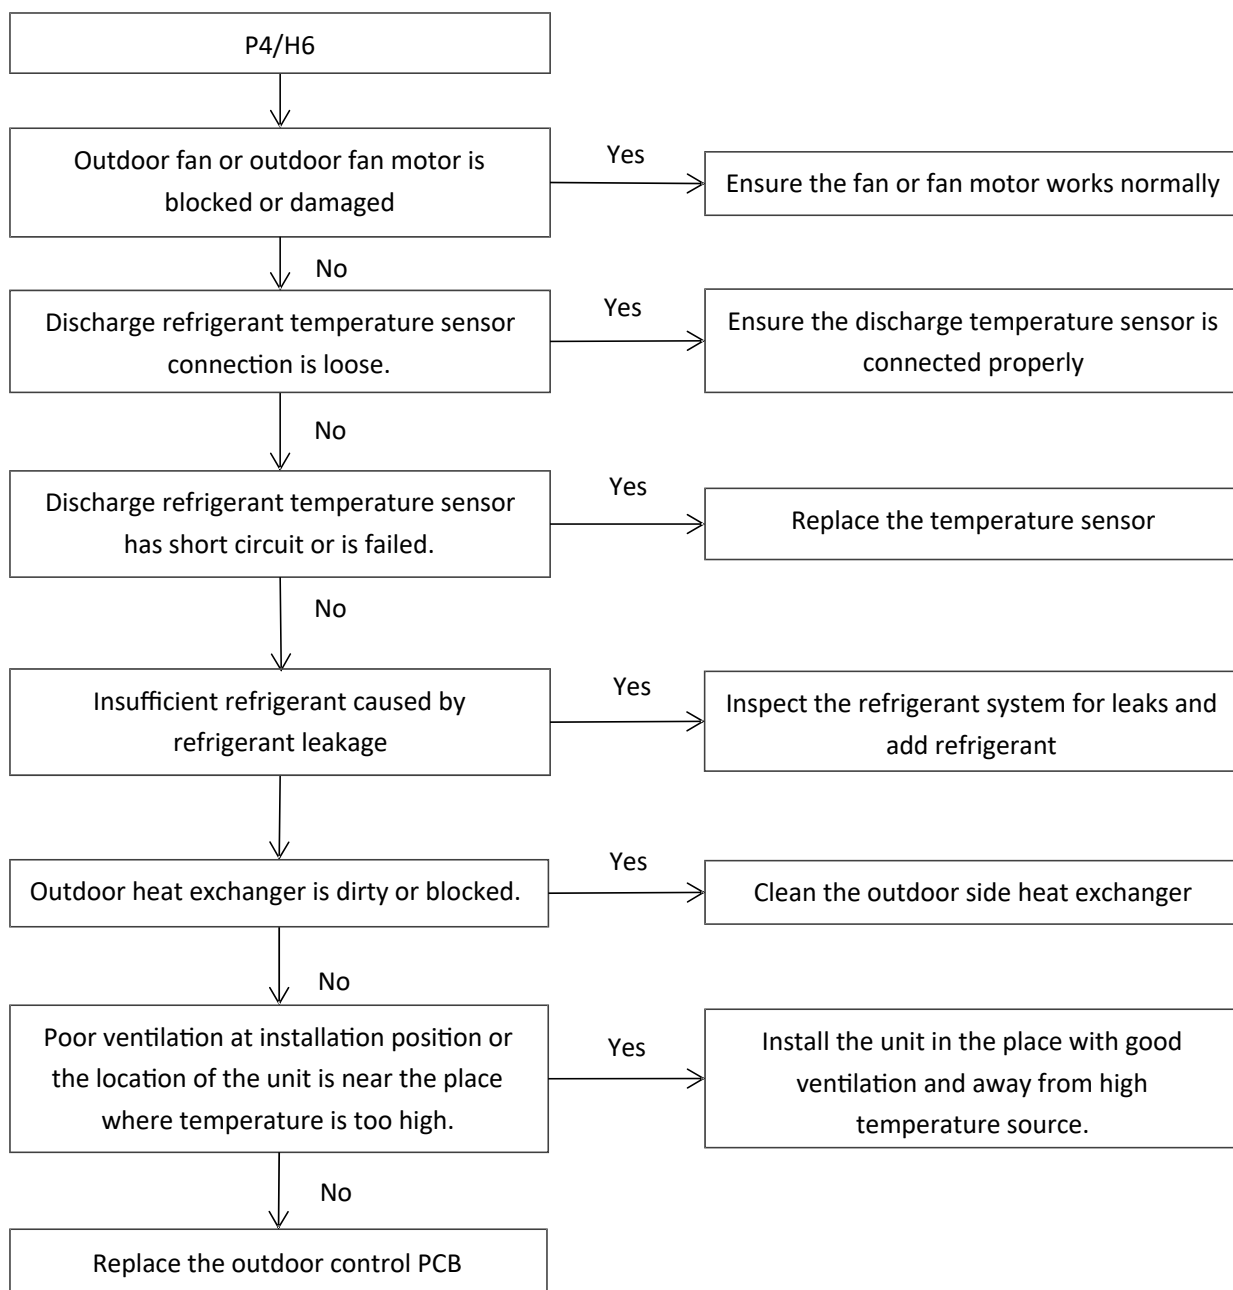 P4/H6
Outdoor fan or outdoor fan motor is
blocked or damaged
Yes
Ensure the fan or fan motor works normally
No
Discharge refrigerant temperature sensor
connection is loose.
Yes
Ensure the discharge temperature sensor is
connected properly
No
Discharge refrigerant temperature sensor
has short circuit or is failed.
Yes
Replace the temperature sensor
No
Insufficient refrigerant caused by
refrigerant leakage
Yes
Inspect the refrigerant system for leaks and
add refrigerant
Outdoor heat exchanger is dirty or blocked.
Yes
Clean the outdoor side heat exchanger
No
Poor ventilation at installation position or
the location of the unit is near the place
where temperature is too high.
Yes
Install the unit in the place with good
ventilation and away from high
temperature source.
No
Replace the outdoor control PCB